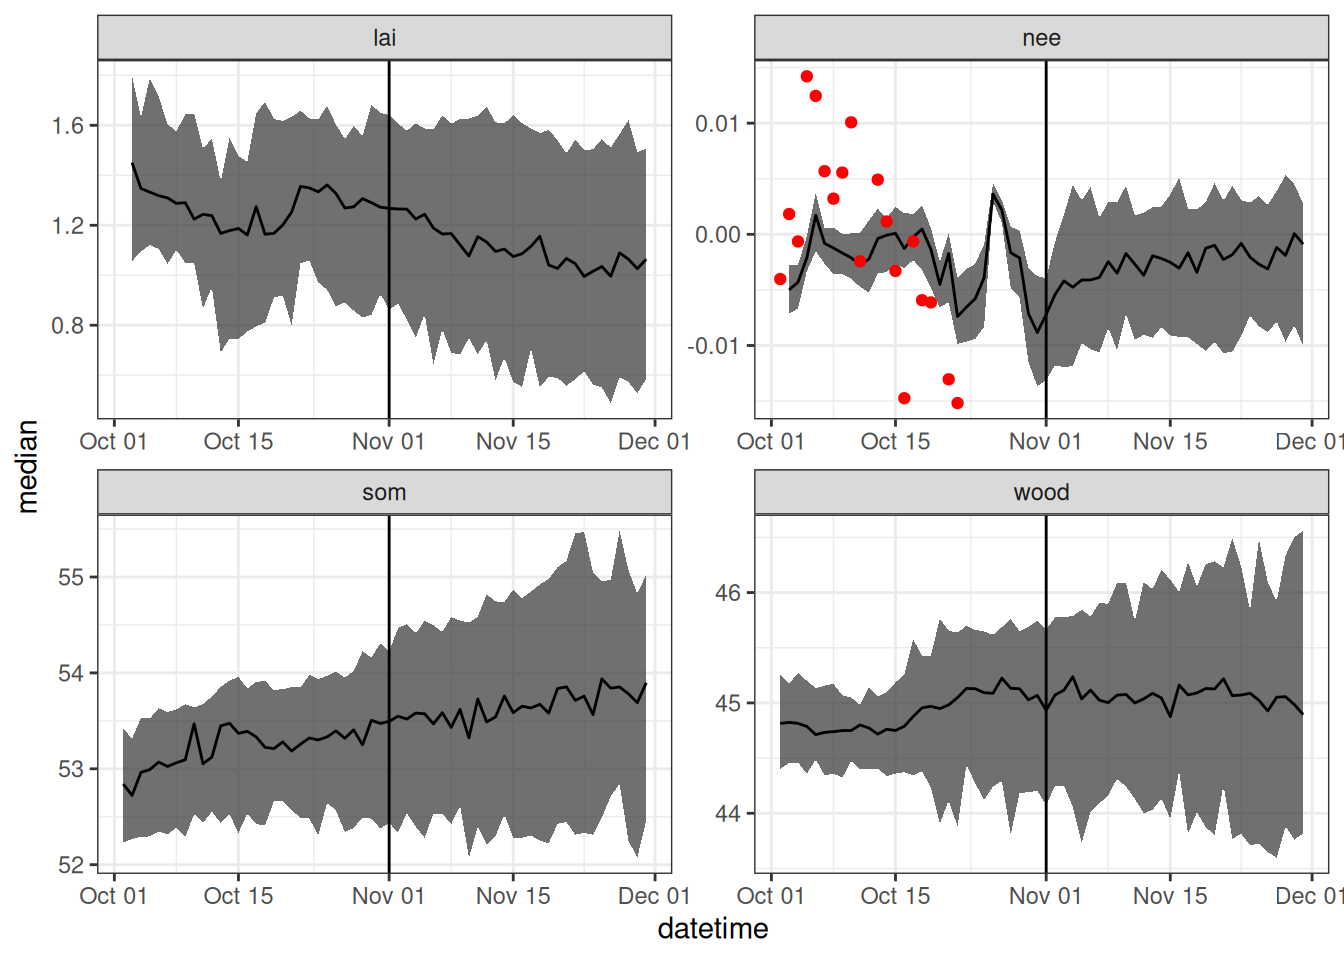 lai nee
1.6
1.2
0.8
0.01
0.00
-0.01
Oct 01 Oct 15 Nov 01 Nov 15 Dec 01 Oct 01 Oct 15 Nov 01 Nov 15 Dec 01
median
som wood
55
54
53
52
46
45
44
Oct 01 Oct 15 Nov 01 Nov 15 Dec 01 Oct 01 Oct 15 Nov 01 Nov 15 Dec 01
datetime